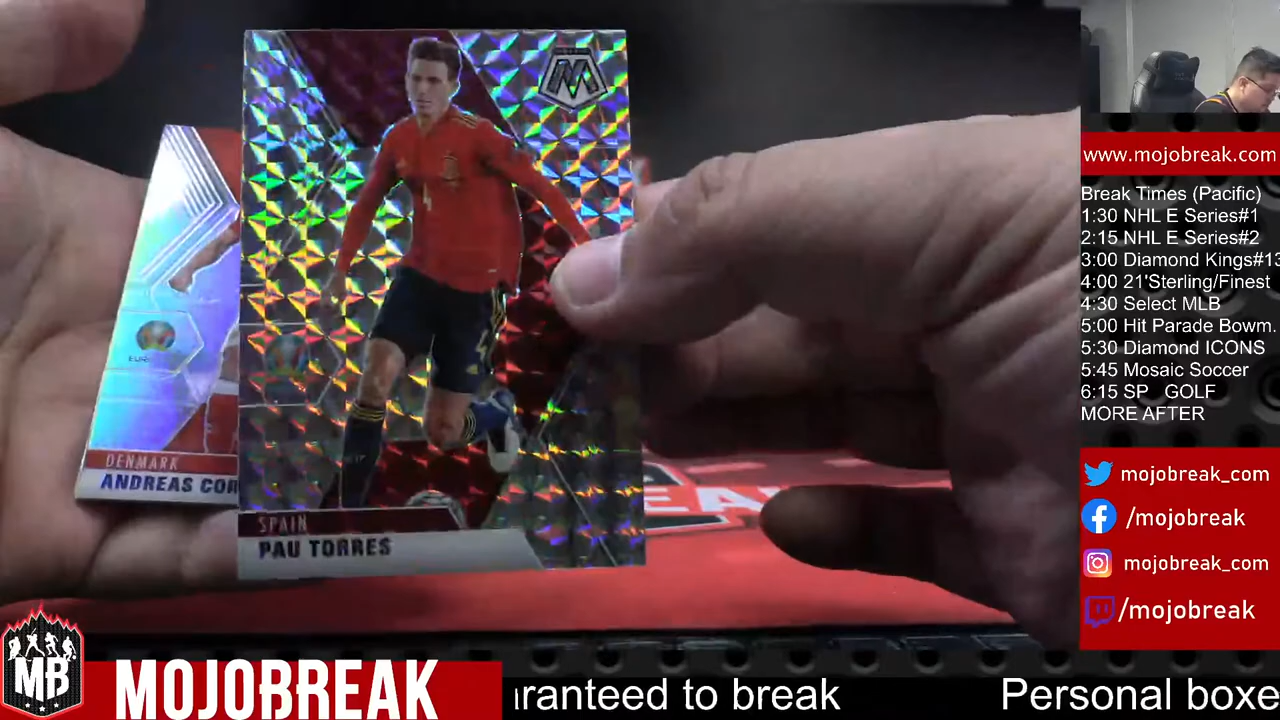 M
4
4
SPAIN
PAU TORRES
DENMARK
ANDREAS COR
www.mojobreak.com
Break Times (Pacific)
1:30 NHL E Series#1
2:15 NHL E Series#2
3:00 Diamond Kings#13
4:00 21'Sterling/Finest
4:30 Select MLB
5:00 Hit Parade Bowm.
5:30 Diamond ICONS
5:45 Mosaic Soccer
6:15 SP GOLF
MORE AFTER
mojobreak_com
/mojobreak
mojobreak_com
/mojobreak
MB
MOJOBREAK
uranteed to break
Personal boxe